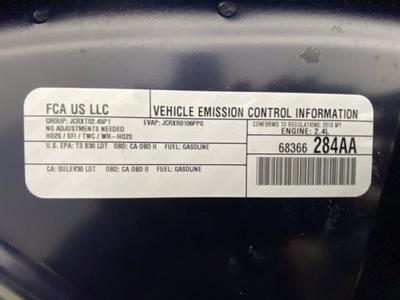 FCA US LLC
VEHICLE EMISSION CONTROL INFORMATION
GROUP: JCRXT02.45P1 EVAP: JCRXR0106PP0
NO ADJUSTMENTS NEEDED
HO2S / SFI / TWC / WR-HO2S
CONFORMS TO REGULATIONS: 2018 MY
ENGINE: 2.4L
U.S. EPA: T3 B30 LDT OBD: CA OBD II FUEL: GASOLINE
68366 284AA
CA: ULEV30 LDT OBD: CA OBD II FUEL: GASOLINE